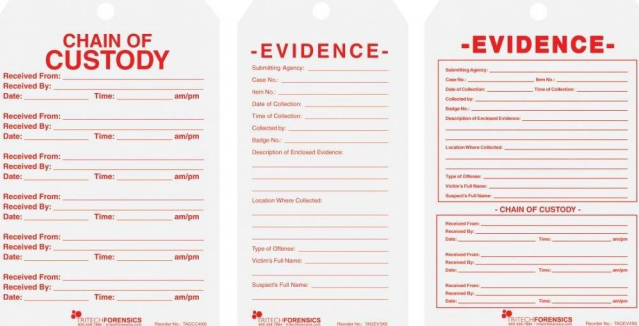 CHAIN OF
CUSTODY
Received From:
Received By:
Date: Time: am/pm
Received From:
Received By:
Date: Time: am/pm
Received From:
Received By:
Date: Time: am/pm
Received From:
Received By:
Date: Time: am/pm
Received From:
Received By:
Date: Time: am/pm
Received From:
Received By:
Date: Time: am/pm
TRITECHFORENSICS
Reorder No.: TAGCC4X6
-EVIDENCE-
Submitting Agency:
Case No.:
Item No.:
Date of Collection:
Time of Collection:
Collected by:
Badge No.:
Description of Enclosed Evidence:
Location Where Collected:
Type of Offense:
Victim's Full Name:
Suspect's Full Name:
TRITECHFORENSICS
Reorder No.:
-EVIDENCE-
Submitting Agency:
Case No.: Item No.:
Date of Collection: Time of Collection:
Collected by:
Badge No.:
Description of Enclosed Evidence:
Location Where Collected:
Type of Offense:
Victim's Full Name:
Suspect's Full Name:
- CHAIN OF CUSTODY -
Received From:
Received By:
Date: Time: am/pm
Received From:
Received By:
Date: Time: am/pm
Received From:
Received By:
Date: Time: am/pm
TRITECHFORENSICS
Reorder No.: